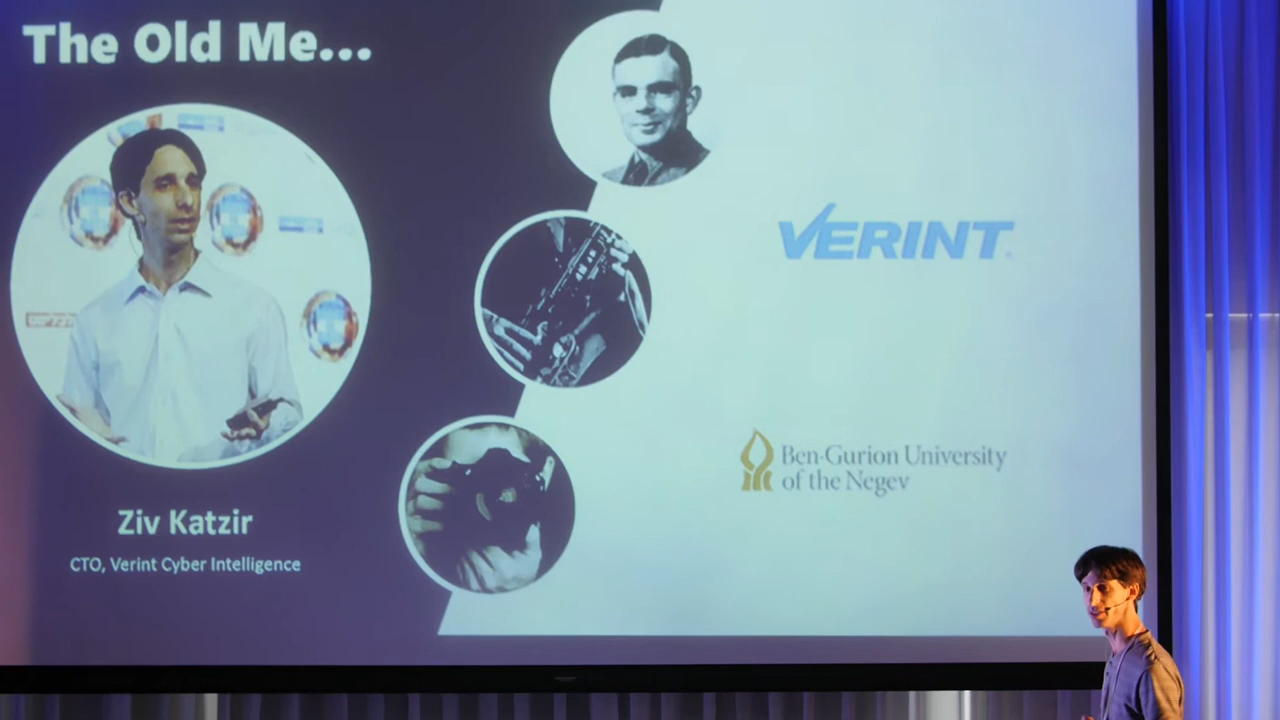 The Old Me...
Ziv Katzir
CTO, Verint Cyber Intelligence
VERINT.
Ben-Gurion University
of the Negev